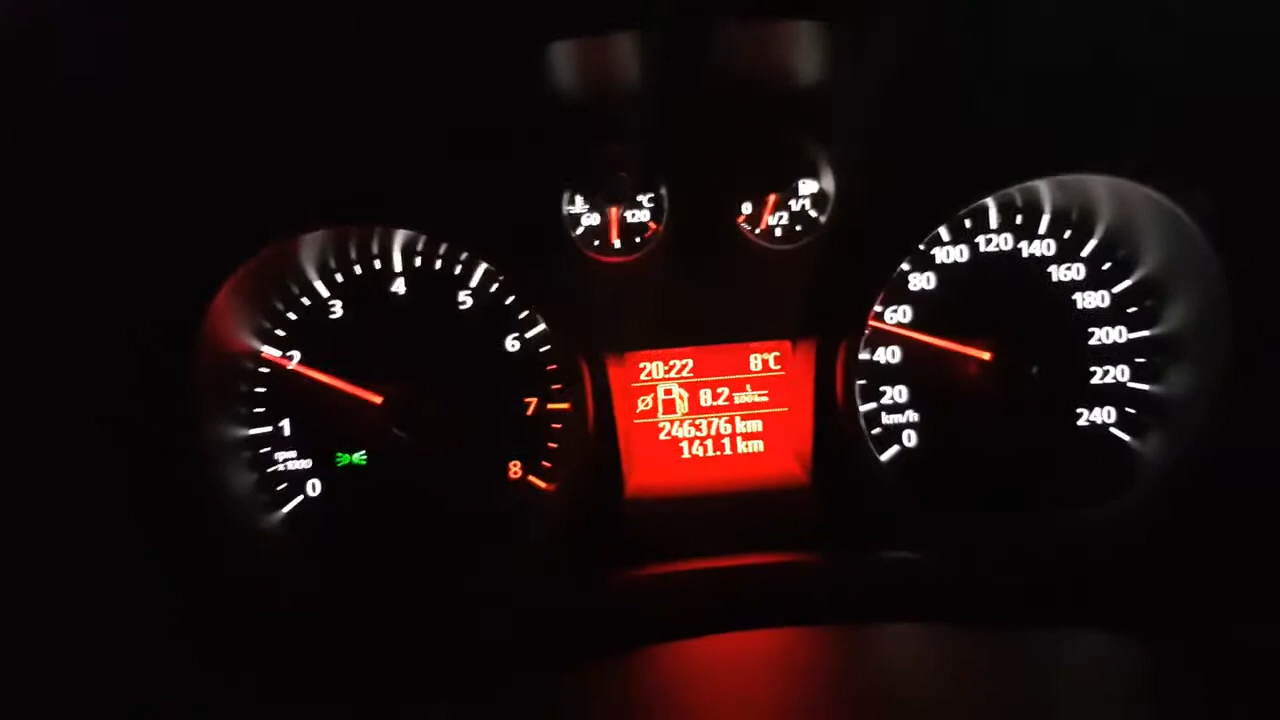 60 120 °C
0 1/2 1/1
0 1 2 3 4 5 6 7 8
rpm
x1000
20:22 8°C
Ø 8.2 l/100km
246376 km
141.1 km
0 20 40 60 80 100 120 140 160 180 200 220 240
km/h